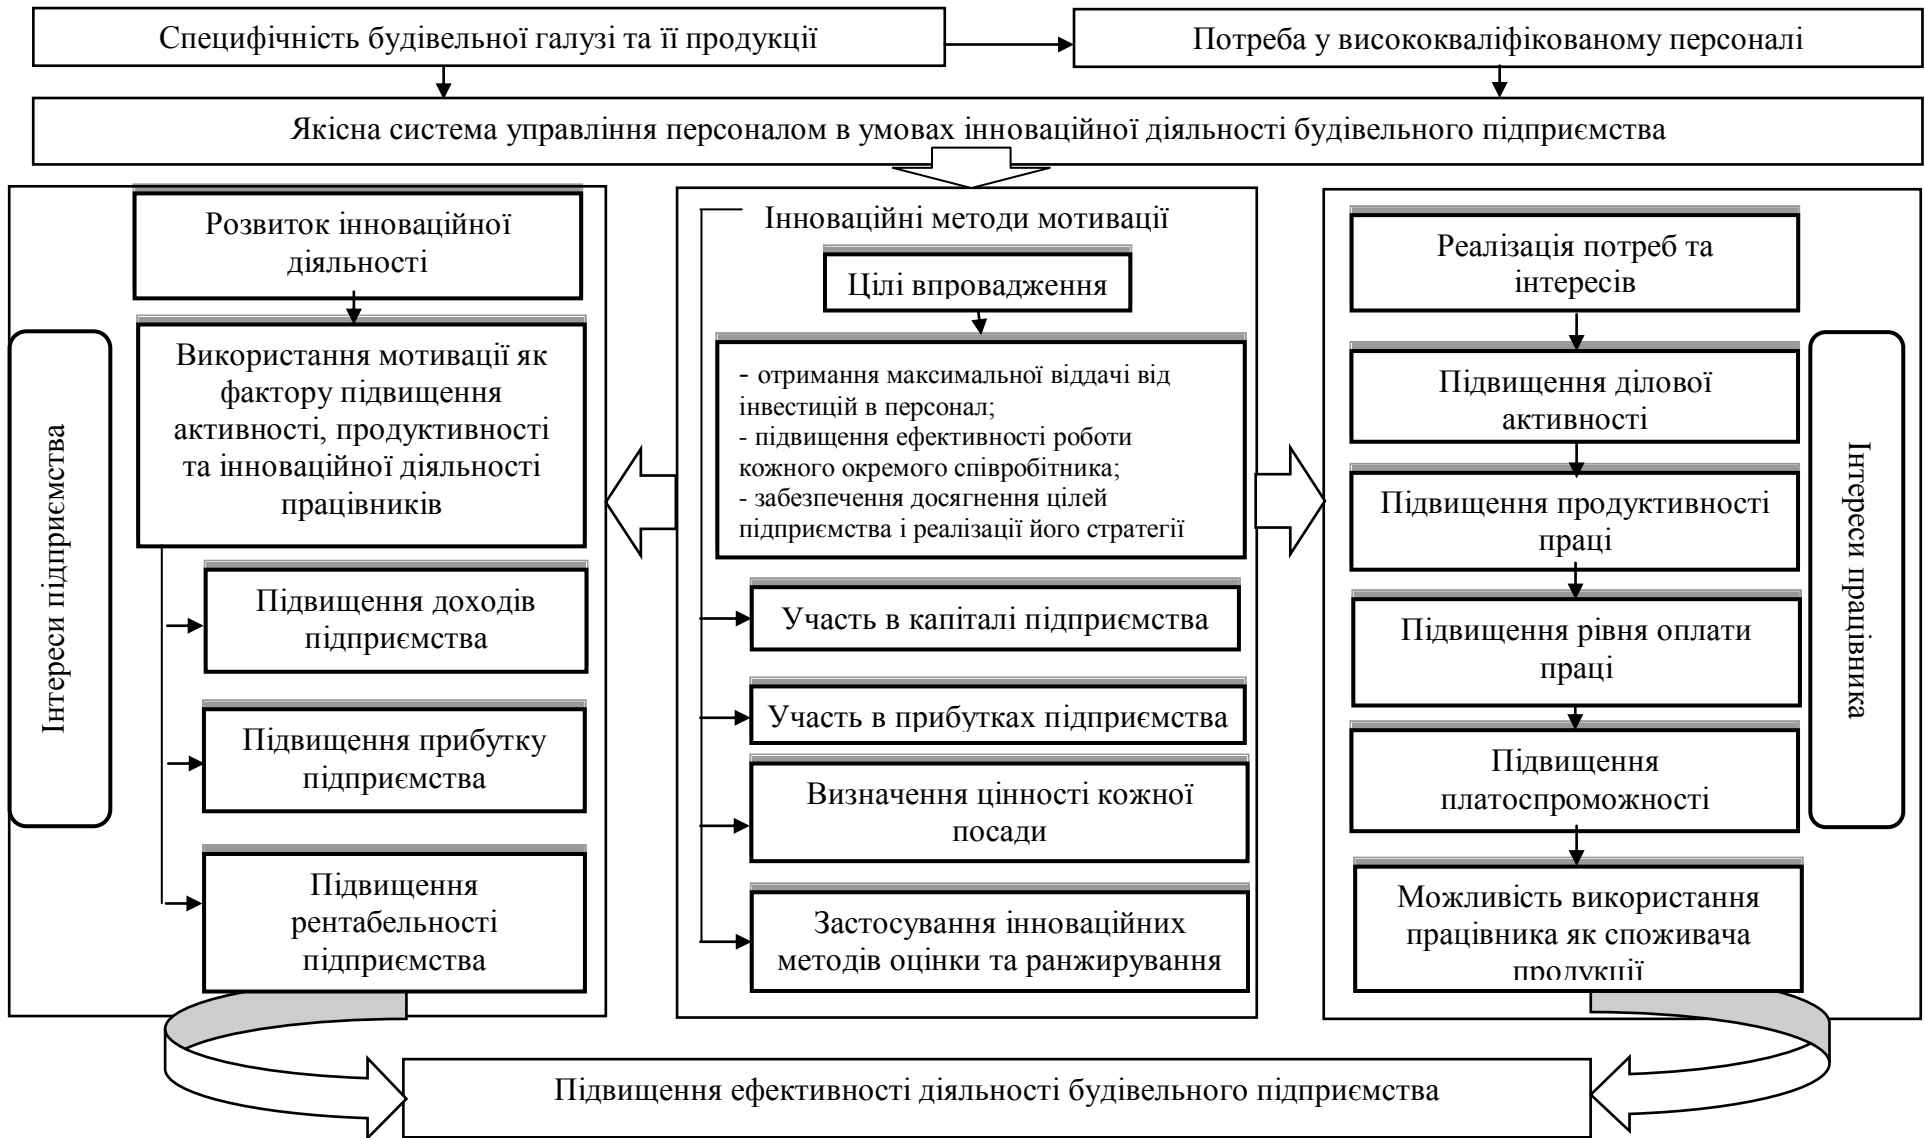 Специфічність будівельної галузі та її продукції
Потреба у висококваліфікованому персоналі
Якісна система управління персоналом в умовах інноваційної діяльності будівельного підприємства
Інтереси підприємства
Розвиток інноваційної
діяльності
Використання мотивації як
фактору підвищення
активності, продуктивності
та інноваційної діяльності
працівників
Підвищення доходів
підприємства
Підвищення прибутку
підприємства
Підвищення
рентабельності
підприємства
Інноваційні методи мотивації
Цілі впровадження
- отримання максимальної віддачі від
інвестицій в персонал;
- підвищення ефективності роботи
кожного окремого співробітника;
- забезпечення досягнення цілей
підприємства і реалізації його стратегії
Участь в капіталі підприємства
Участь в прибутках підприємства
Визначення цінності кожної
посади
Застосування інноваційних
методів оцінки та ранжирування
Реалізація потреб та
інтересів
Підвищення ділової
активності
Підвищення продуктивності
праці
Підвищення рівня оплати
праці
Підвищення
платоспроможності
Можливість використання
працівника як споживача
продукції
Інтереси працівника
Підвищення ефективності діяльності будівельного підприємства